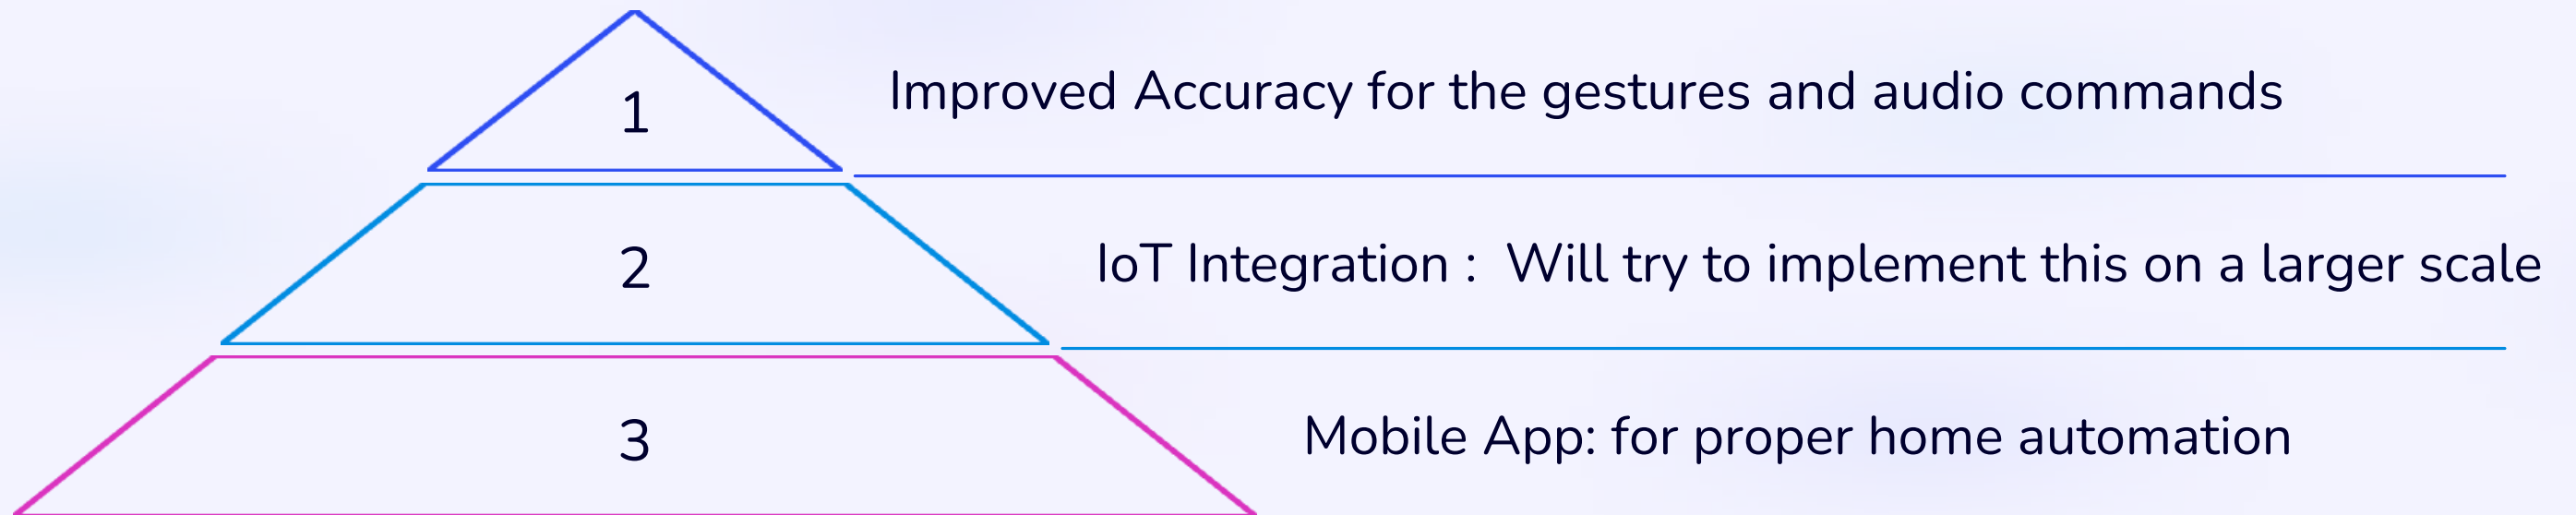 1
Improved Accuracy for the gestures and audio commands
2
IoT Integration :  Will try to implement this on a larger scale
3
Mobile App: for proper home automation